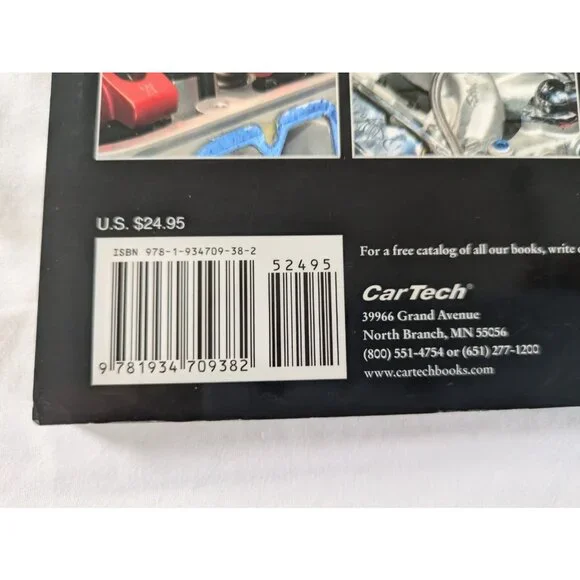 U.S. $24.95
ISBN 978-1-934709-38-2
52495
9 781934 709382
For a free catalog of all our books, write
CarTech®
39966 Grand Avenue
North Branch, MN 55056
(800) 551-4754 or (651) 277-1200
www.cartechbooks.com